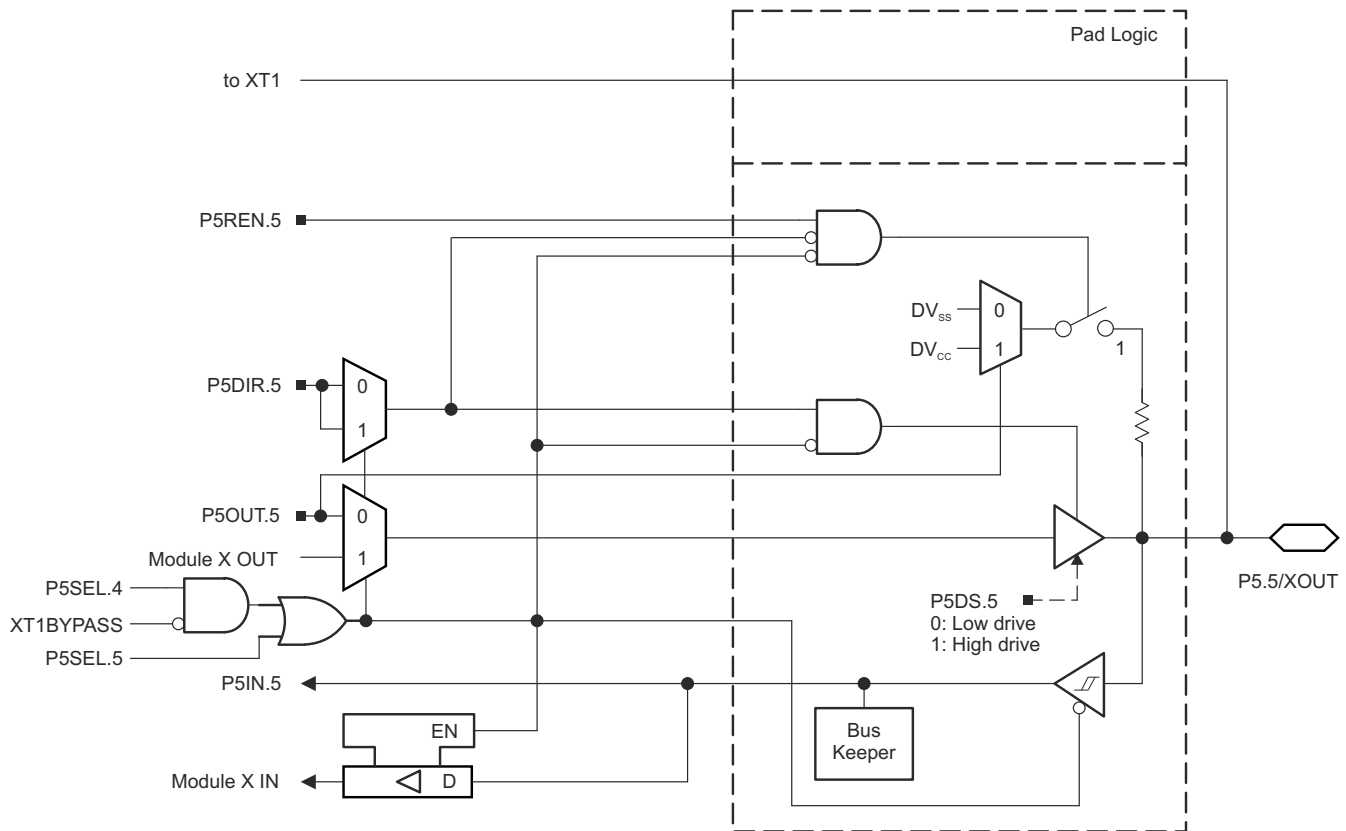 Pad Logic
to XT1
P5REN.5
DVSS
0
DVCC
1
1
P5DIR.5
0
1
P5OUT.5
0
Module X OUT
1
P5SEL.4
XT1BYPASS
P5SEL.5
P5DS.5
0: Low drive
1: High drive
P5.5/XOUT
P5IN.5
Bus
Keeper
EN
Module X IN
D